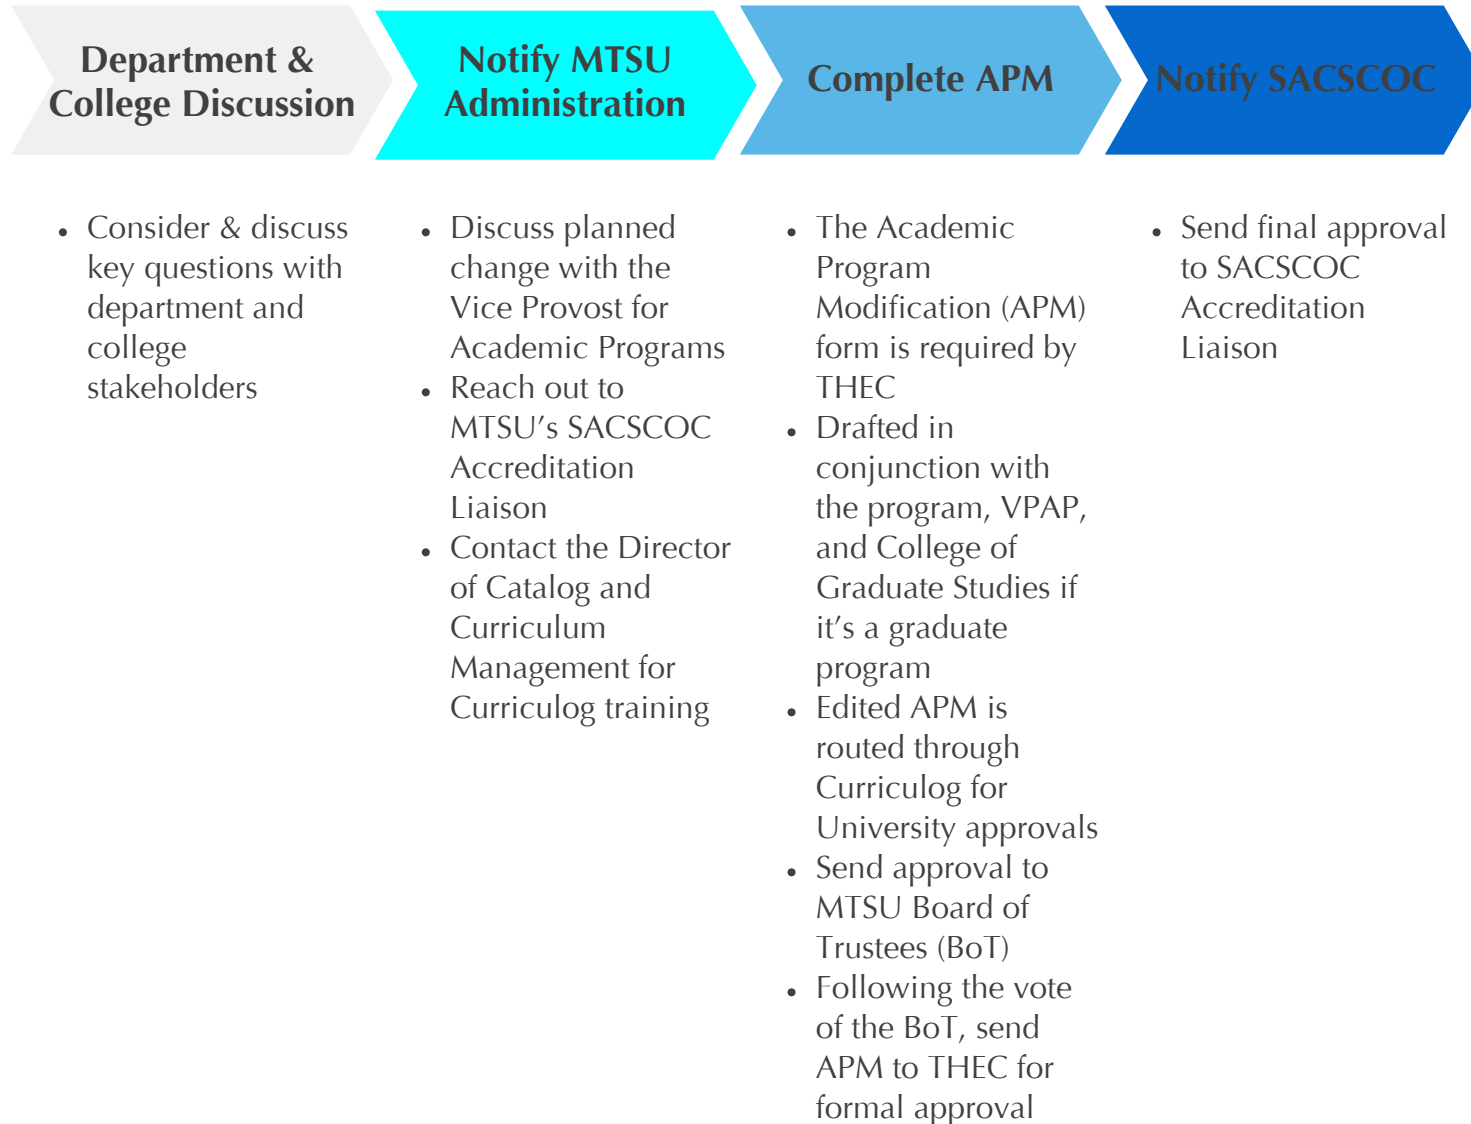 Department &
College Discussion
Notify MTSU
Administration
Complete APM
Notify SACSCOC
• Consider & discuss
key questions with
department and
college
stakeholders
• Discuss planned
change with the
Vice Provost for
Academic Programs
• Reach out to
MTSU’s SACSCOC
Accreditation
Liaison
• Contact the Director
of Catalog and
Curriculum
Management for
Curriculog training
• The Academic
Program
Modification (APM)
form is required by
THEC
• Drafted in
conjunction with
the program, VPAP,
and College of
Graduate Studies if
it’s a graduate
program
• Edited APM is
routed through
Curriculog for
University approvals
• Send approval to
MTSU Board of
Trustees (BoT)
• Following the vote
of the BoT, send
APM to THEC for
formal approval
• Send final approval
to SACSCOC
Accreditation
Liaison